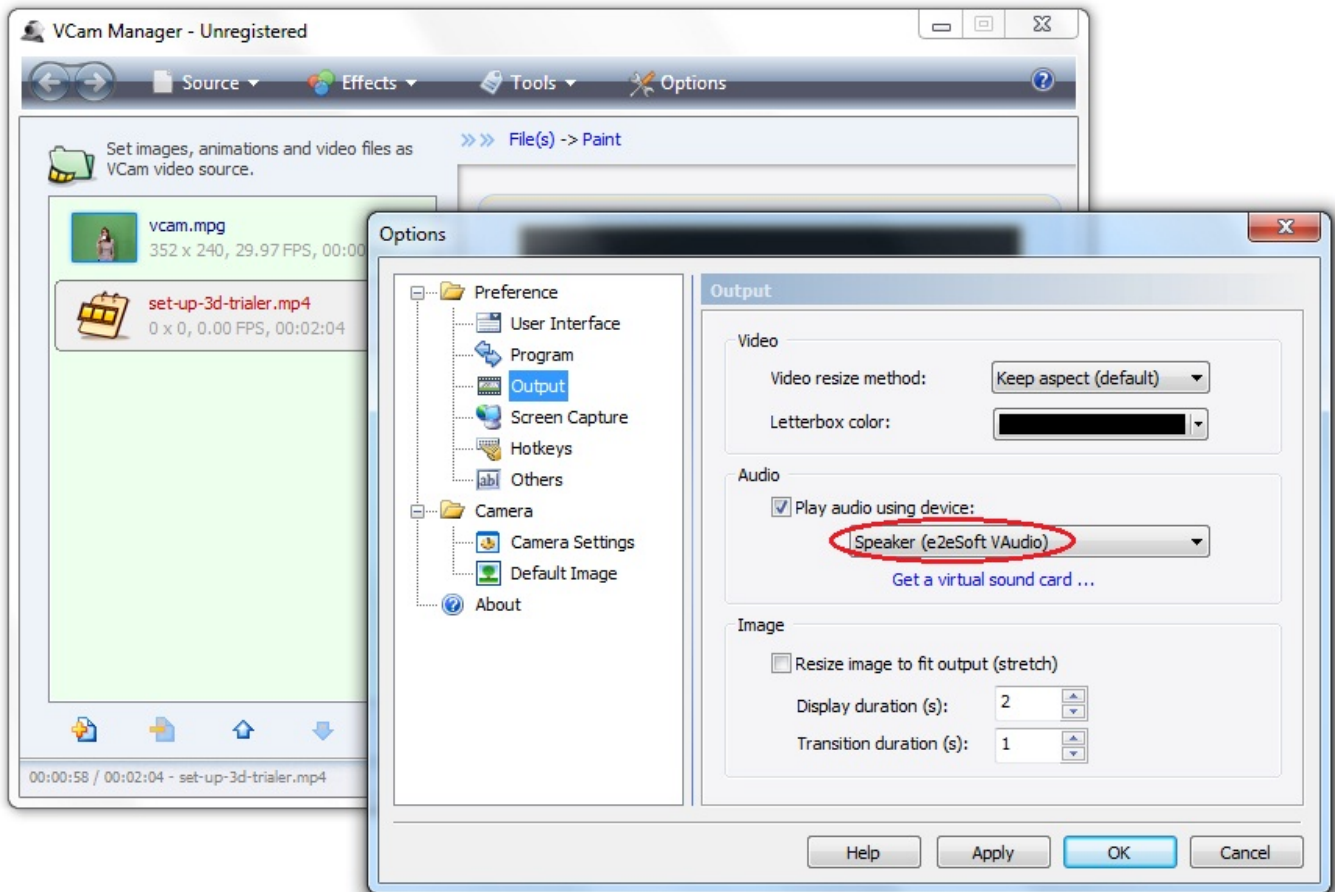 VCam Manager - Unregistered
Source
Effects
Tools
Options
Set images, animations and video files as
VCam video source.
File(s) -> Paint
vcam.mpg
352 x 240, 29.97 FPS, 00:00
set-up-3d-trialer.mp4
0 x 0, 0.00 FPS, 00:02:04
00:00:58 / 00:02:04 - set-up-3d-trialer.mp4
Options
Preference
User Interface
Program
Output
Screen Capture
Hotkeys
Others
Camera
Camera Settings
Default Image
About
Output
Video
Video resize method:
Keep aspect (default)
Letterbox color:
Audio
Play audio using device:
Speaker (e2eSoft VAudio)
Get a virtual sound card ...
Image
Resize image to fit output (stretch)
Display duration (s):
2
Transition duration (s):
1
Help
Apply
OK
Cancel